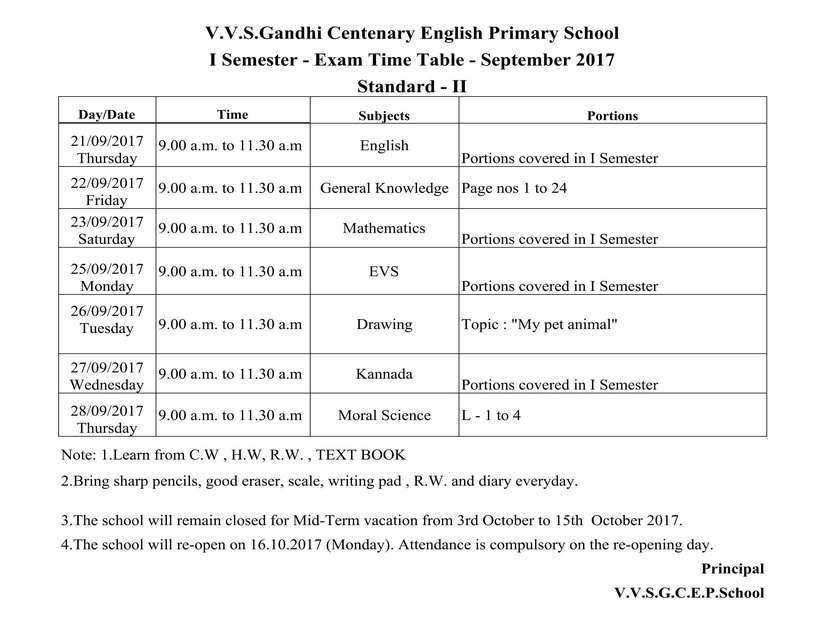 V.V.S.Gandhi Centenary English Primary School
I Semester - Exam Time Table - September 2017
Standard - II
Day/Date Time Subjects Portions
21/09/2017
Thursday 9.00 a.m. to 11.30 a.m English Portions covered in I Semester
22/09/2017
Friday 9.00 a.m. to 11.30 a.m General Knowledge Page nos 1 to 24
23/09/2017
Saturday 9.00 a.m. to 11.30 a.m Mathematics Portions covered in I Semester
25/09/2017
Monday 9.00 a.m. to 11.30 a.m EVS Portions covered in I Semester
26/09/2017
Tuesday 9.00 a.m. to 11.30 a.m Drawing Topic : "My pet animal"
27/09/2017
Wednesday 9.00 a.m. to 11.30 a.m Kannada Portions covered in I Semester
28/09/2017
Thursday 9.00 a.m. to 11.30 a.m Moral Science L - 1 to 4
Note: 1.Learn from C.W , H.W, R.W. , TEXT BOOK
2.Bring sharp pencils, good eraser, scale, writing pad , R.W. and diary everyday.
3.The school will remain closed for Mid-Term vacation from 3rd October to 15th October 2017.
4.The school will re-open on 16.10.2017 (Monday). Attendance is compulsory on the re-opening day.
Principal
V.V.S.G.C.E.P.School